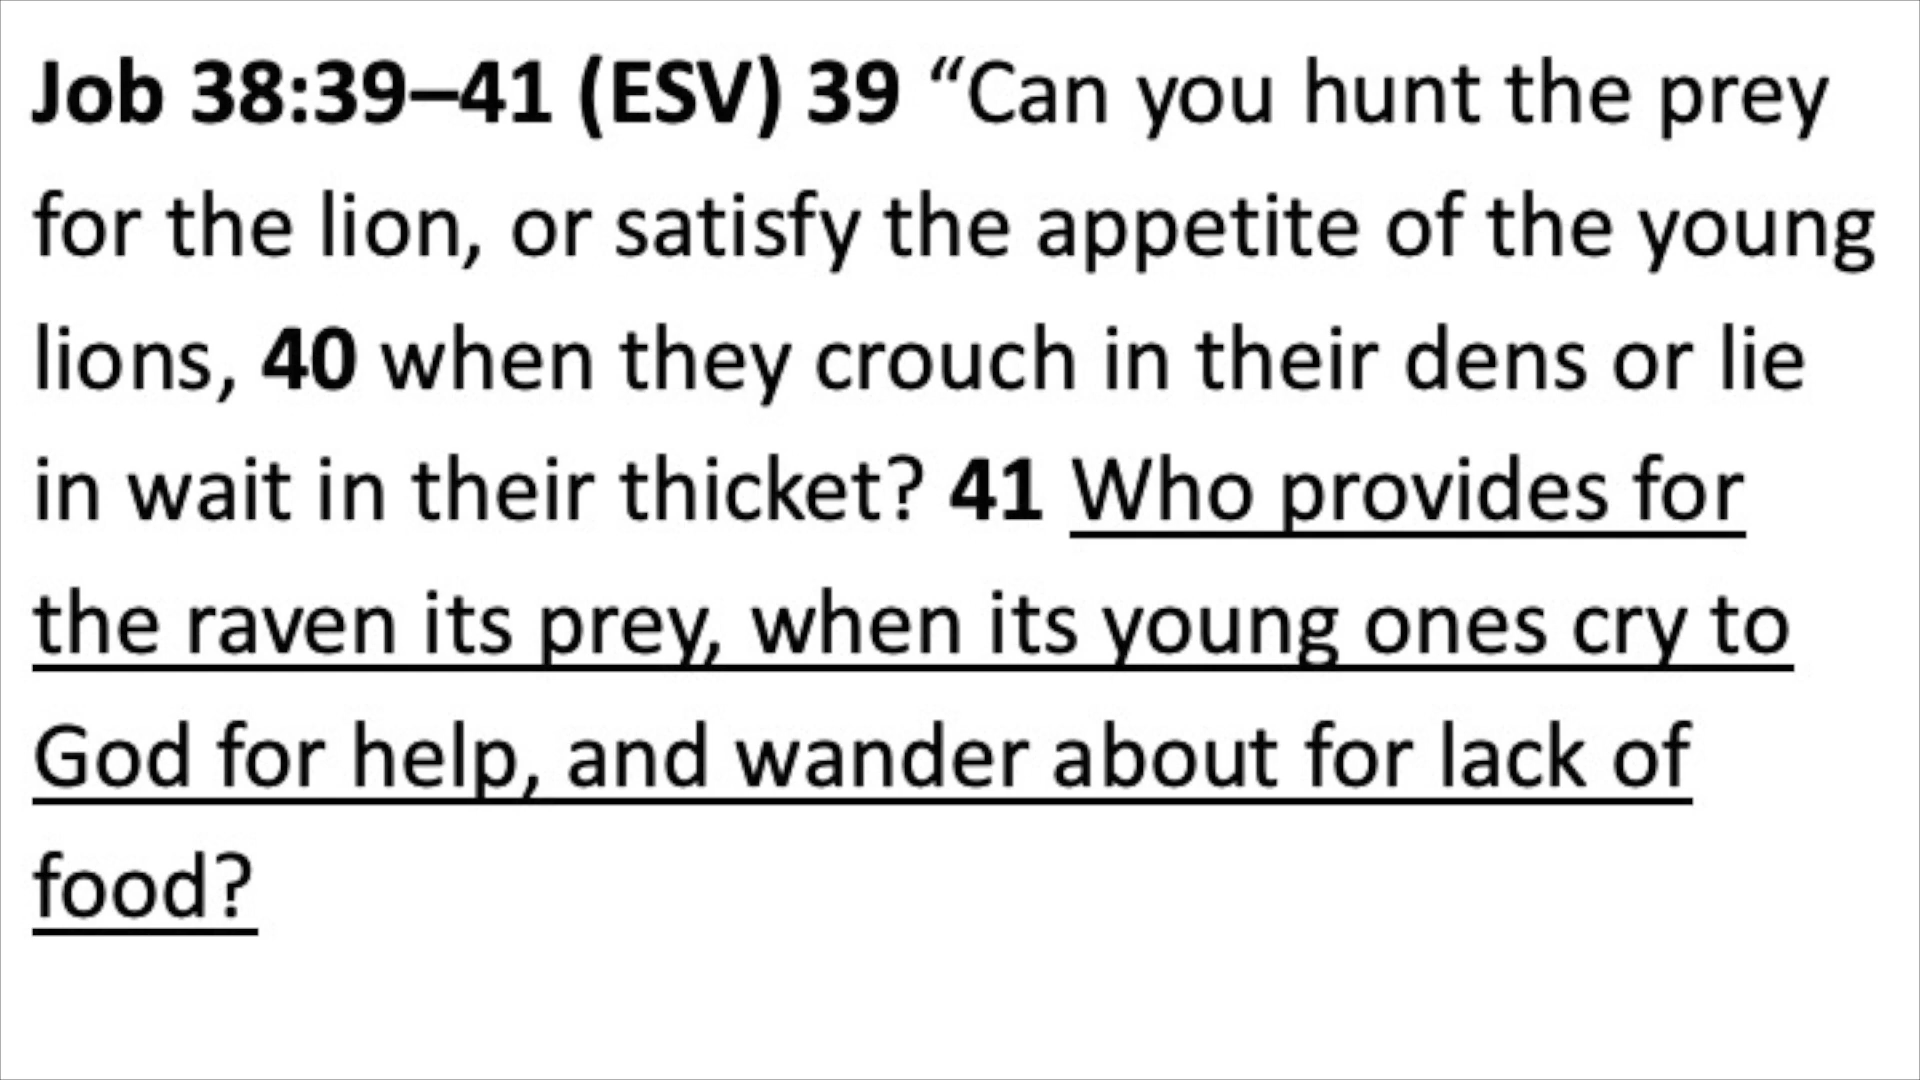 Job 38:39–41 (ESV) 39 “Can you hunt the prey
for the lion, or satisfy the appetite of the young
lions, 40 when they crouch in their dens or lie
in wait in their thicket? 41 Who provides for
the raven its prey, when its young ones cry to
God for help, and wander about for lack of
food?